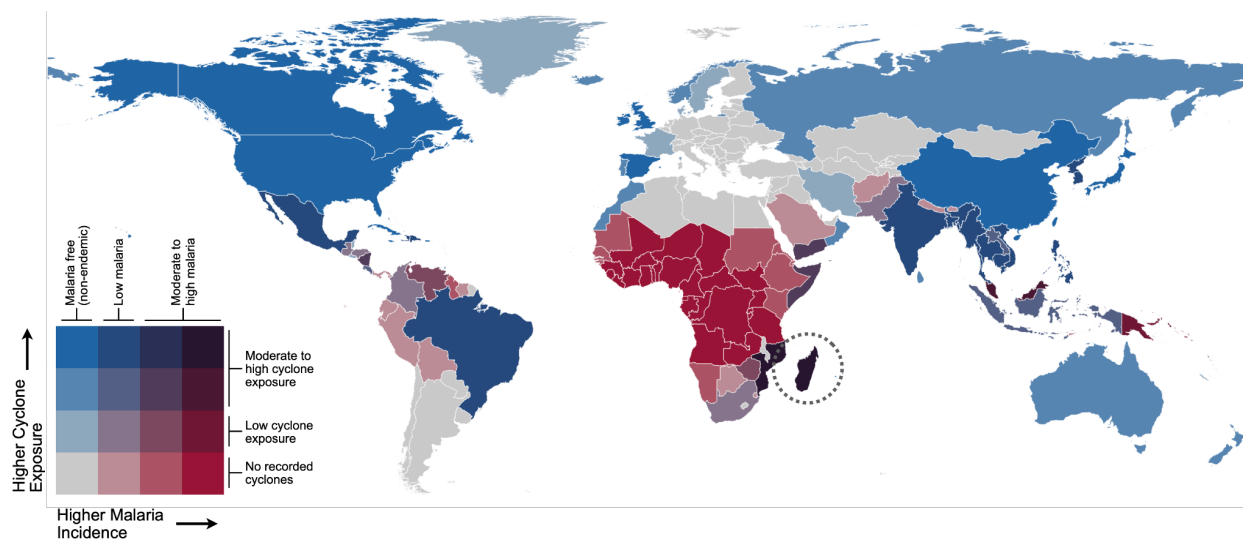 Malaria free
(non-endemic)
Low malaria
Moderate to
high malaria
Higher Cyclone
Exposure
Moderate to
high cyclone
exposure
Low cyclone
exposure
No recorded
cyclones
Higher Malaria
Incidence